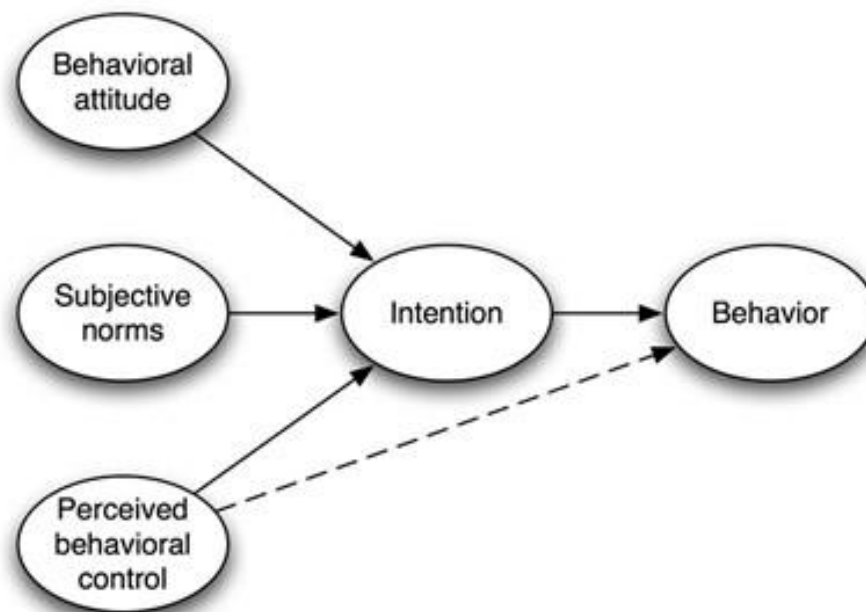 Behavioral
attitude
Subjective
norms
Intention
Behavior
Perceived
behavioral
control